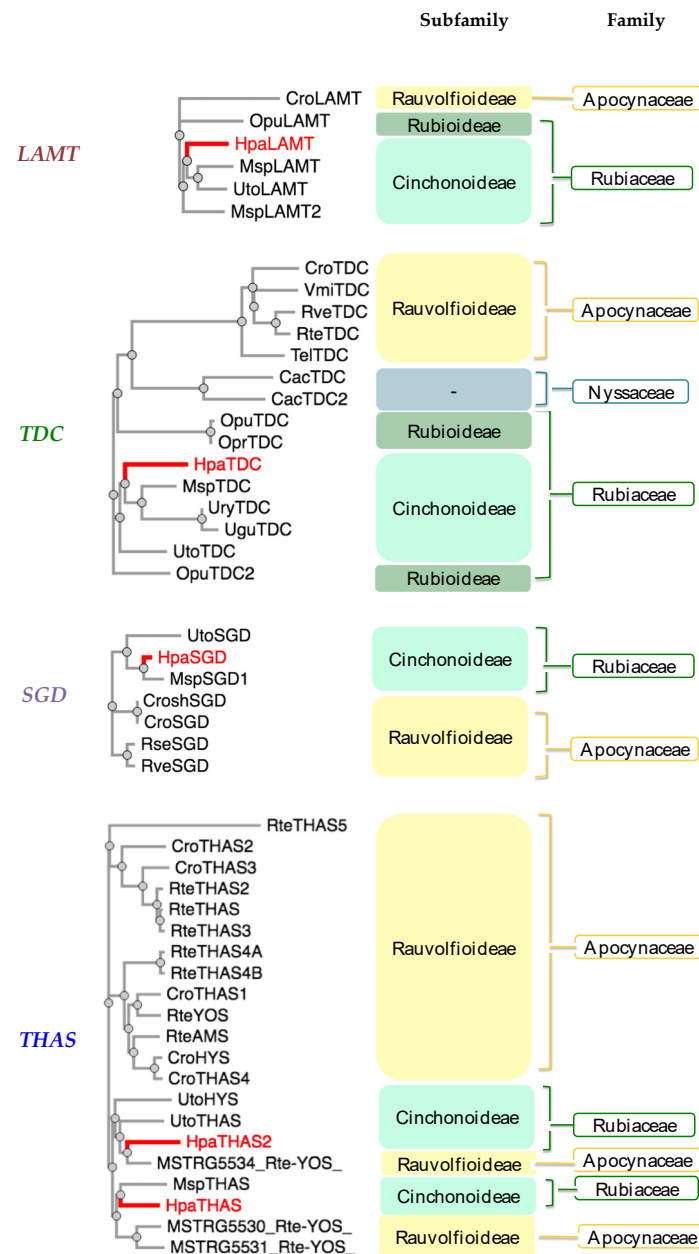 Subfamily Family
LAMT
CroLAMT Rauvolfioideae Apocynaceae
OpuLAMT Rubioideae
HpaLAMT
MspLAMT
UtoLAMT Cinchonoideae Rubiaceae
MspLAMT2
TDC
CroTDC
VmiTDC
RveTDC Rauvolfioideae Apocynaceae
RteTDC
TelTDC
CacTDC
CacTDC2 - Nyssaceae
OpuTDC
OprTDC Rubioideae
HpaTDC
MspTDC
UryTDC Cinchonoideae Rubiaceae
UguTDC
UtoTDC
OpuTDC2 Rubioideae
SGD
UtoSGD
HpaSGD Cinchonoideae Rubiaceae
MspSGD1
CroshSGD
CroSGD Rauvolfioideae Apocynaceae
RseSGD
RveSGD
THAS
RteTHAS5
CroTHAS2
CroTHAS3
RteTHAS2
RteTHAS
RteTHAS3
RteTHAS4A Rauvolfioideae Apocynaceae
RteTHAS4B
CroTHAS1
RteYOS
RteAMS
CroHYS
CroTHAS4
UtoHYS
UtoTHAS Cinchonoideae Rubiaceae
HpaTHAS2
MSTRG5534_Rte-YOS_ Rauvolfioideae Apocynaceae
MspTHAS Cinchonoideae Rubiaceae
HpaTHAS
MSTRG5530_Rte-YOS_ Rauvolfioideae Apocynaceae
MSTRG5531_Rte-YOS_